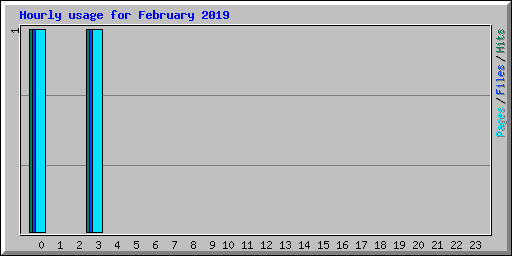 Hourly usage for February 2019
1
Pages/Files/Hits
0 1 2 3 4 5 6 7 8 9 10 11 12 13 14 15 16 17 18 19 20 21 22 23